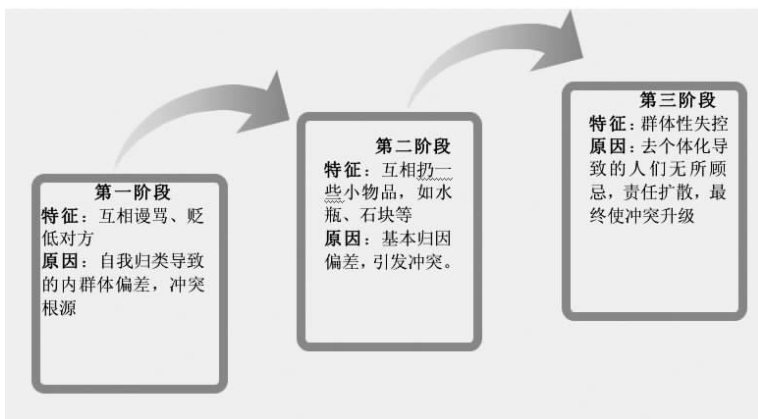 第一阶段
特征：互相谩骂、贬
低对方
原因：自我归类导致
的内群体偏差，冲突
根源
第二阶段
特征：互相扔一
些小物品，如水
瓶、石块等
原因：基本归因
偏差，引发冲突。
第三阶段
特征：群体性失控
原因：去个体化导
致的人们无所顾
忌，责任扩散，最
终使冲突升级